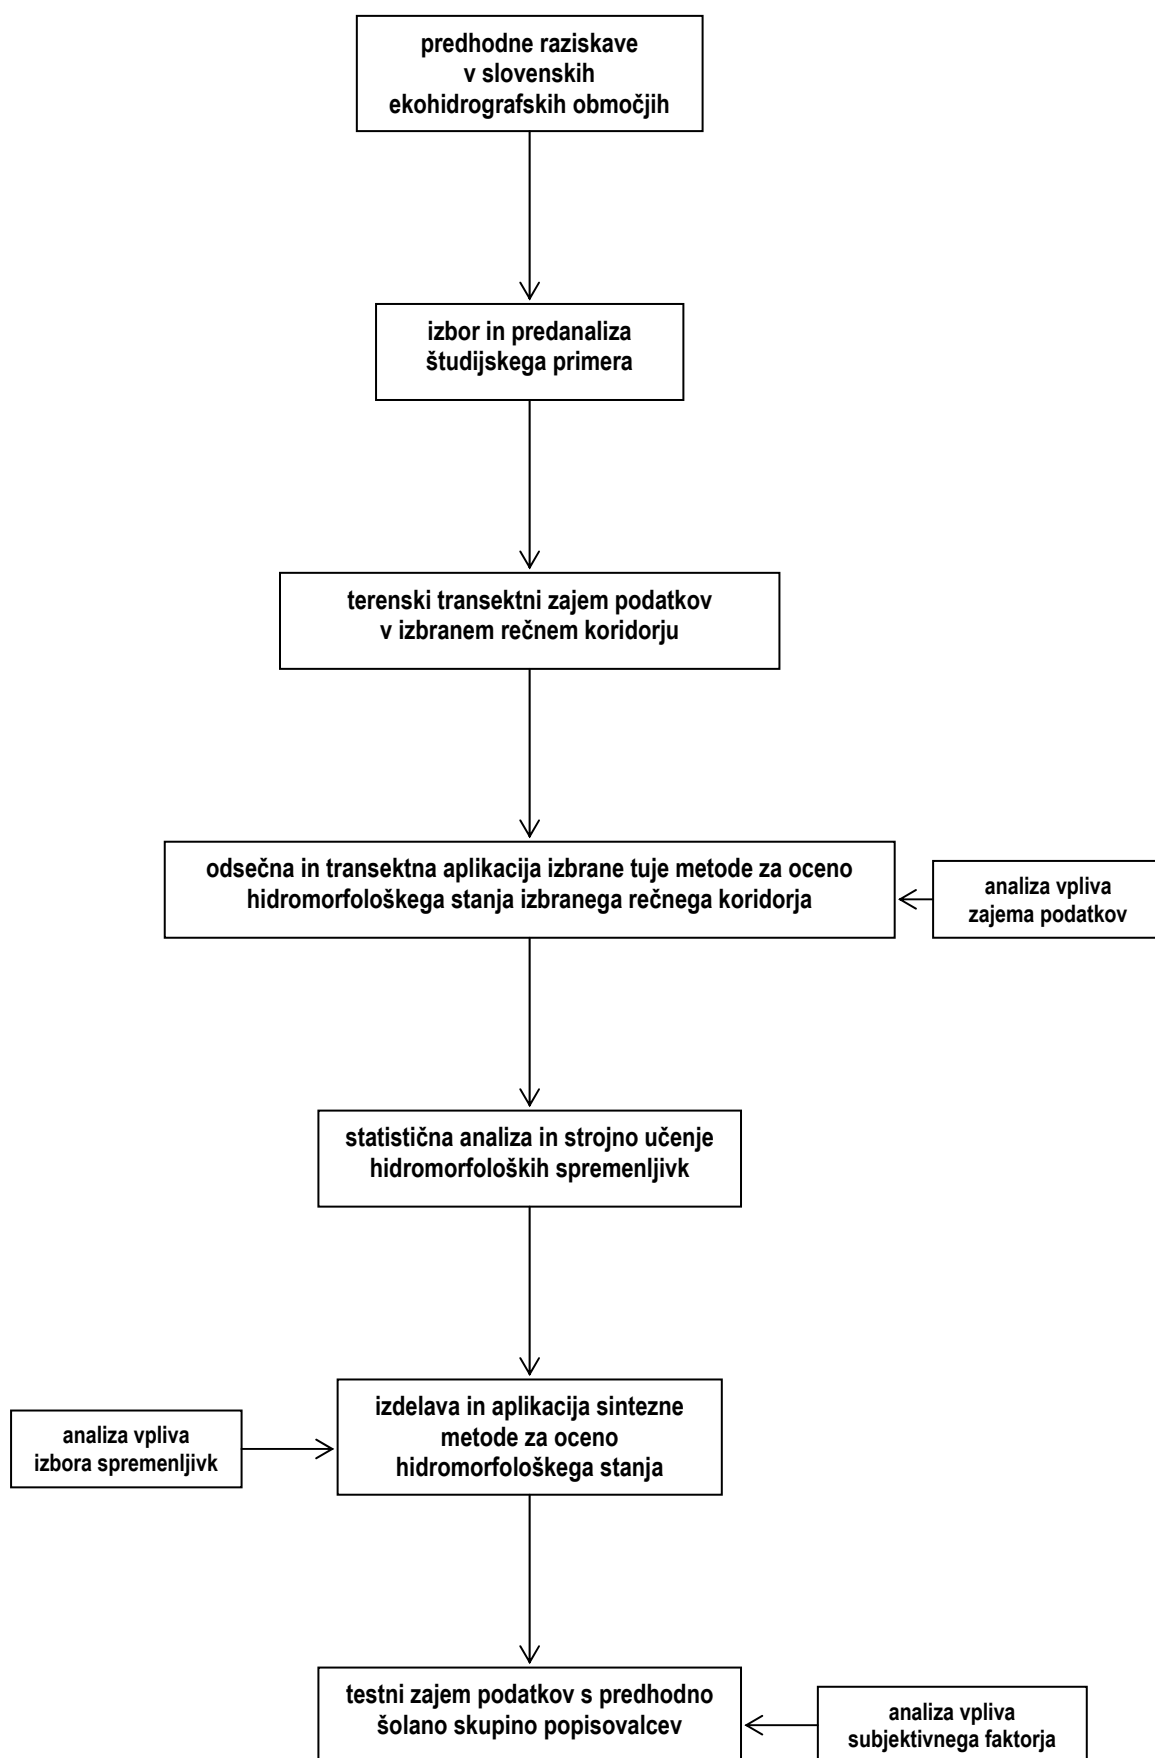 predhodne raziskave
v slovenskih
ekohidrografskih območjih
izbor in predanaliza
študijskega primera
terenski transektni zajem podatkov
v izbranem rečnem koridorju
odsečna in transektna aplikacija izbrane tuje metode za oceno
hidromorfološkega stanja izbranega rečnega koridorja
analiza vpliva
zajema podatkov
statistična analiza in strojno učenje
hidromorfoloških spremenljivk
izdelava in aplikacija sintezne
metode za oceno
hidromorfološkega stanja
analiza vpliva
izbora spremenljivk
testni zajem podatkov s predhodno
šolano skupino popisovalcev
analiza vpliva
subjektivnega faktorja